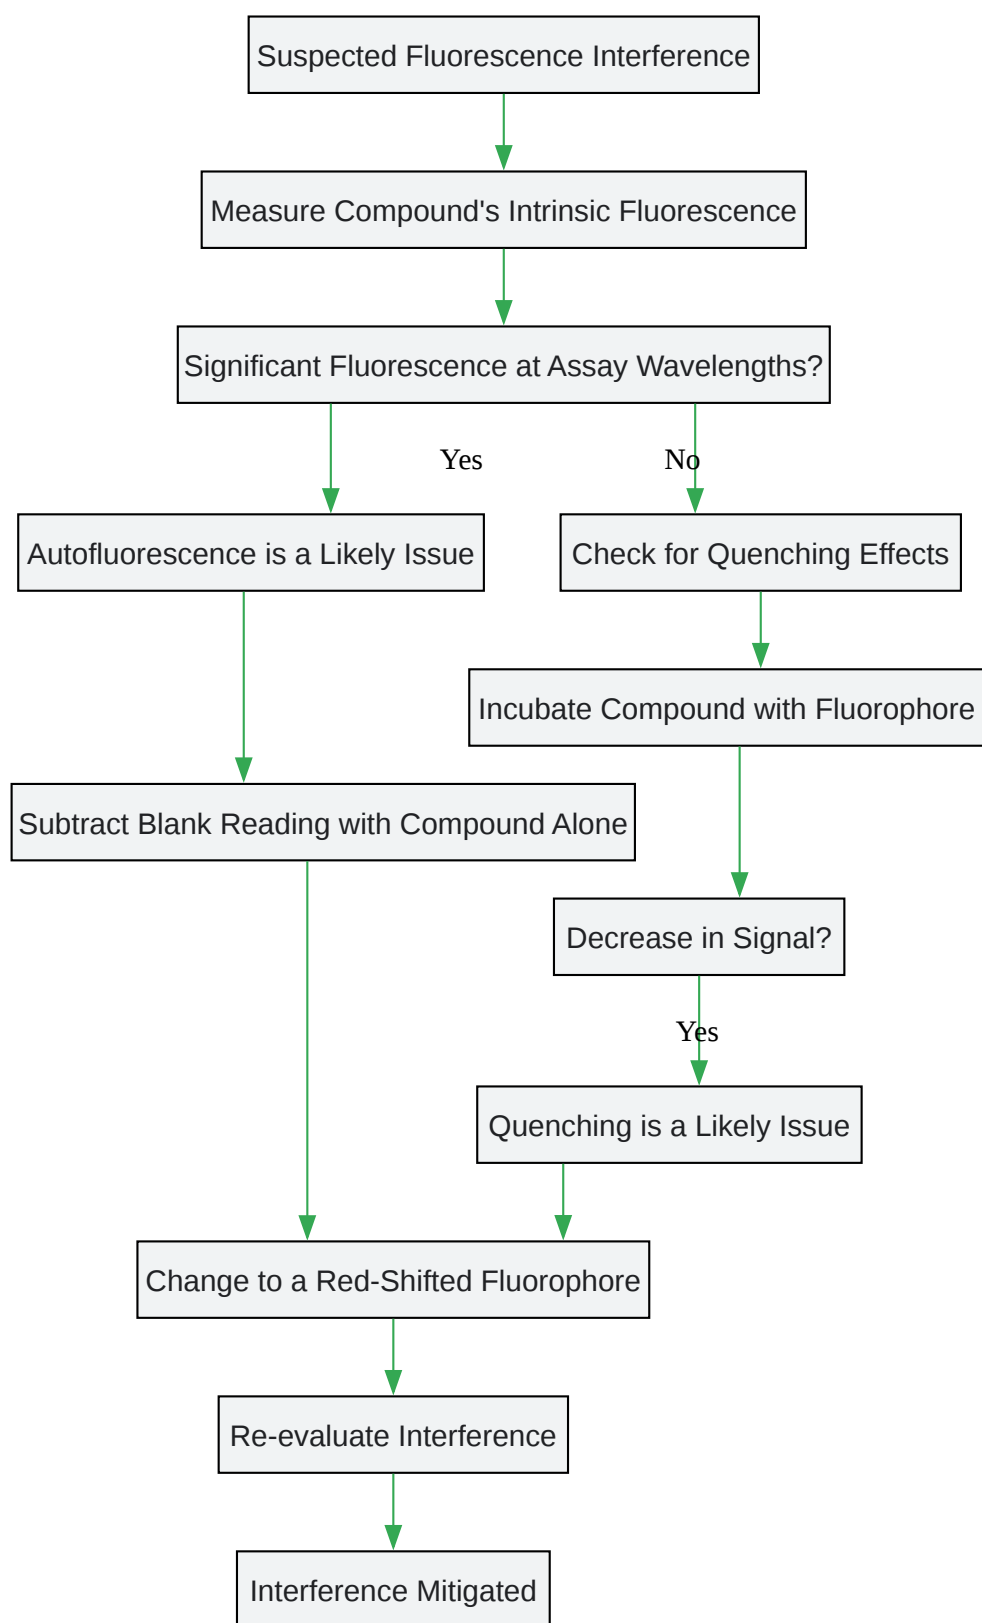 Suspected Fluorescence Interference
Measure Compound's Intrinsic Fluorescence
Significant Fluorescence at Assay Wavelengths?
Yes
No
Autofluorescence is a Likely Issue
Check for Quenching Effects
Incubate Compound with Fluorophore
Subtract Blank Reading with Compound Alone
Decrease in Signal?
Yes
Quenching is a Likely Issue
Change to a Red-Shifted Fluorophore
Re-evaluate Interference
Interference Mitigated